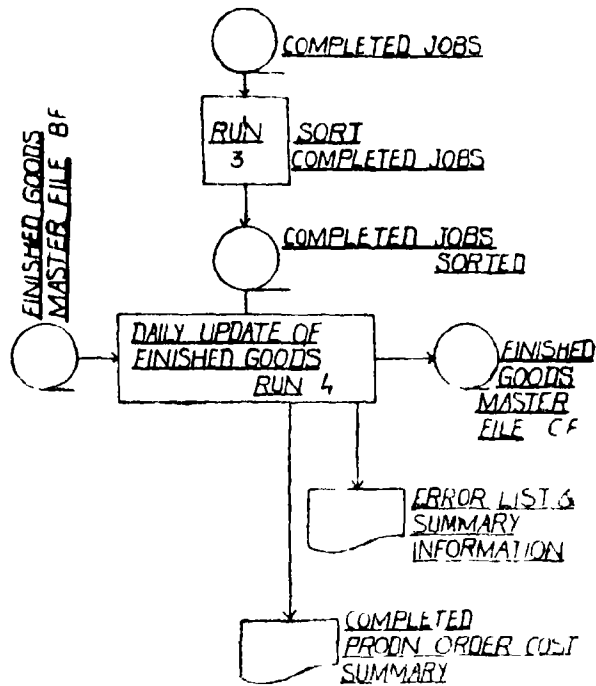 COMPLETED JOBS
RUN
3
SORT
COMPLETED JOBS
COMPLETED JOBS
SORTED
FINISHED GOODS
MASTER FILE BF
DAILY UPDATE OF
FINISHED GOODS
RUN 4
FINISHED
GOODS
MASTER
FILE CF
ERROR LIST &
SUMMARY
INFORMATION
COMPLETED
PRODN ORDER COST
SUMMARY